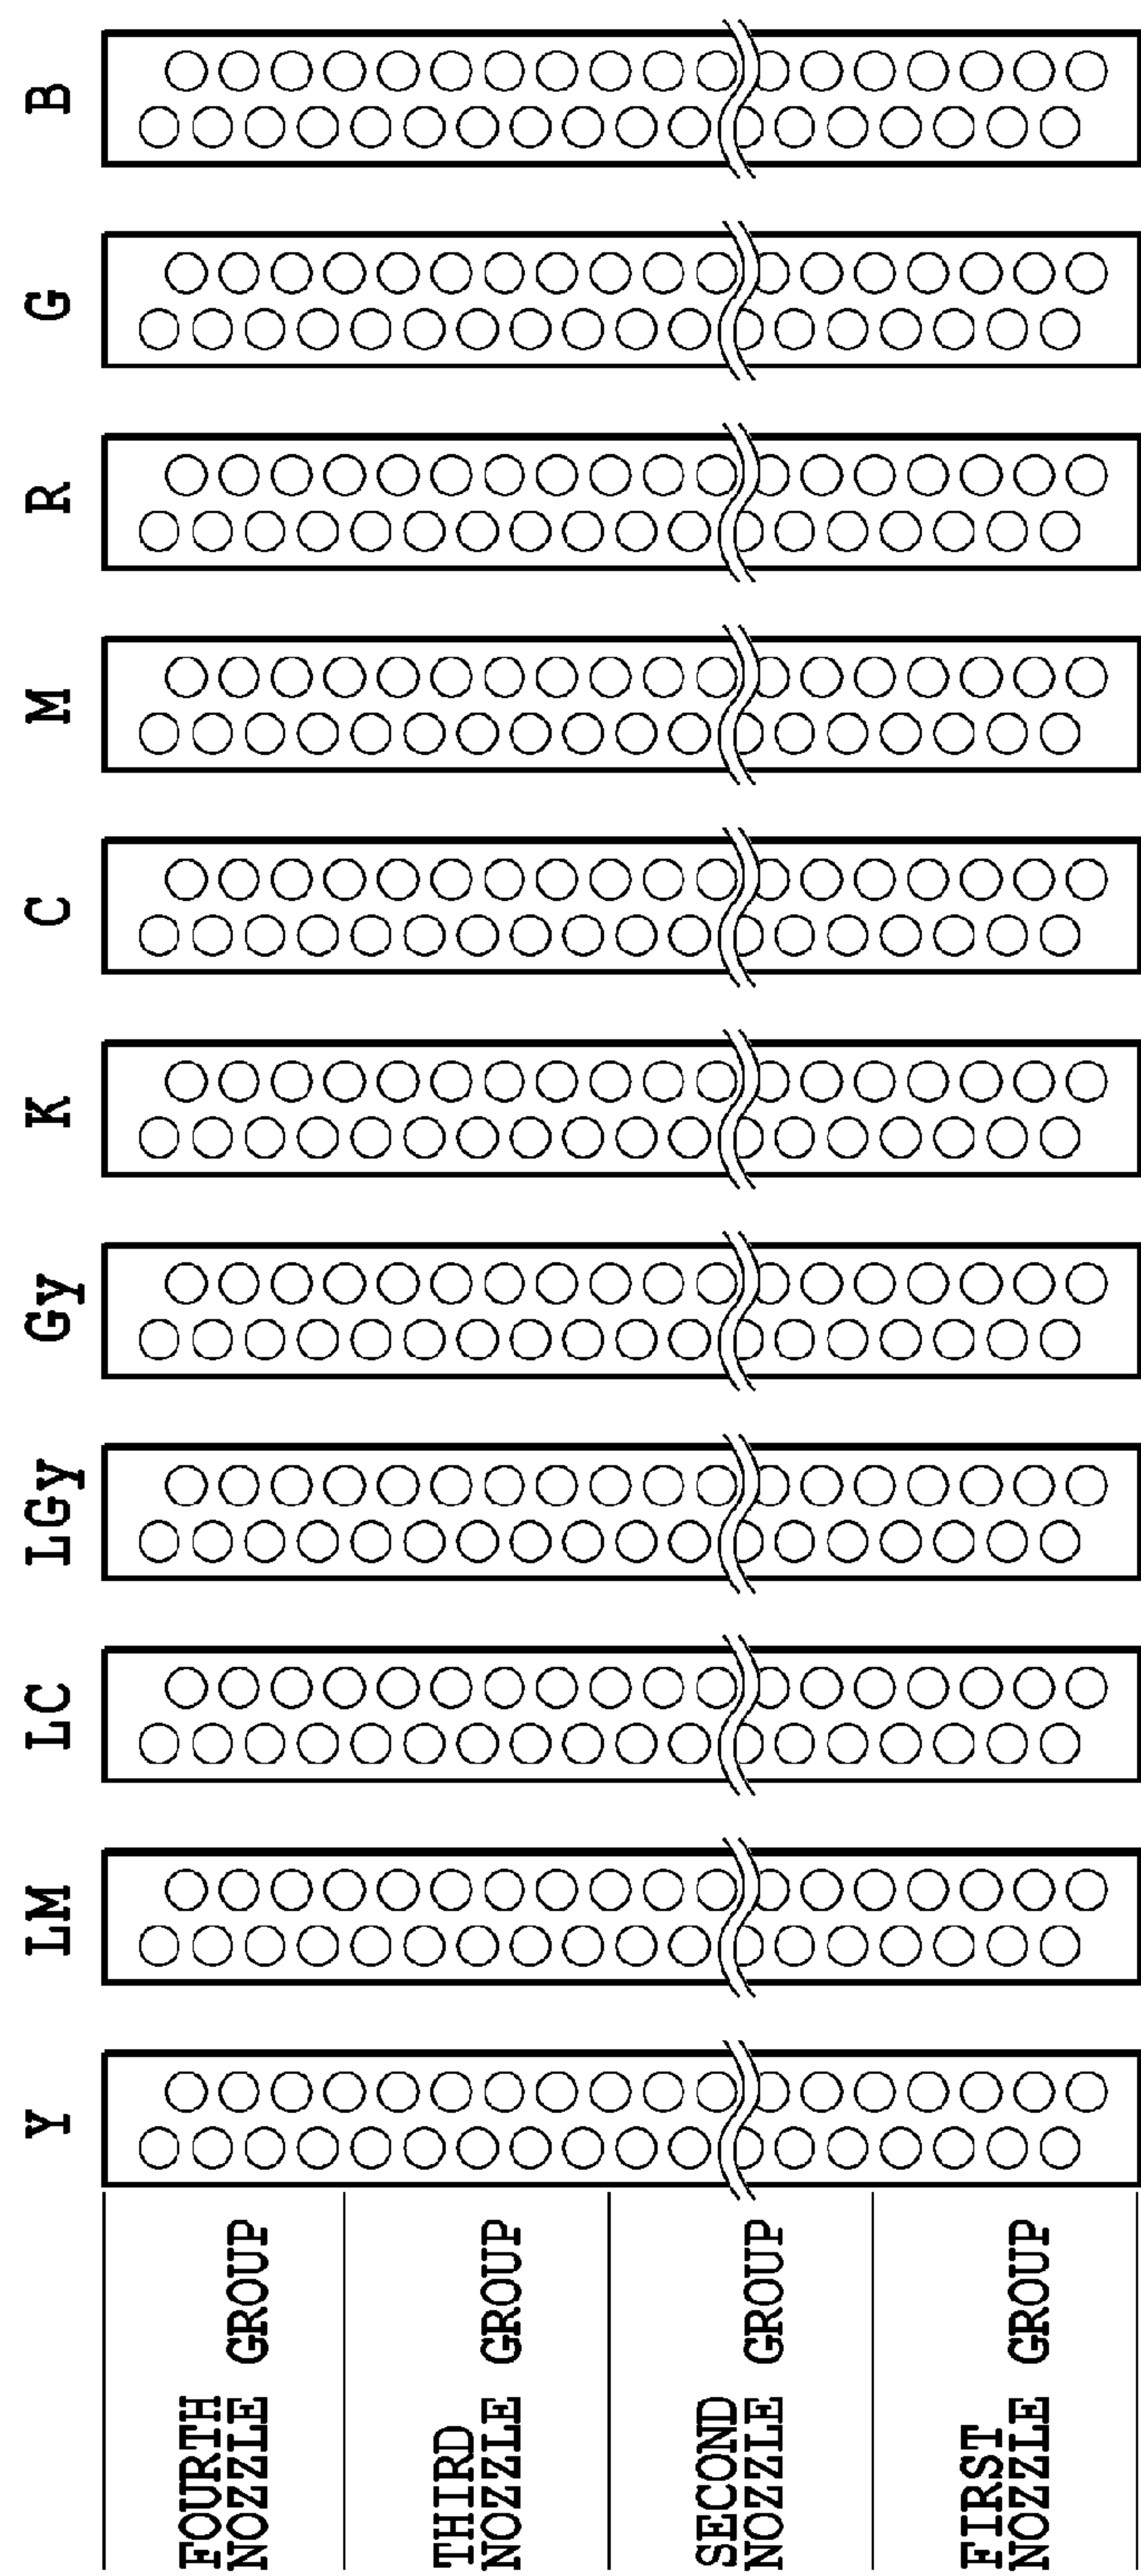 Y LM LC LGy Gy K C M R G B
FOURTH
NOZZLE GROUP
THIRD
NOZZLE GROUP
SECOND
NOZZLE GROUP
FIRST
NOZZLE GROUP